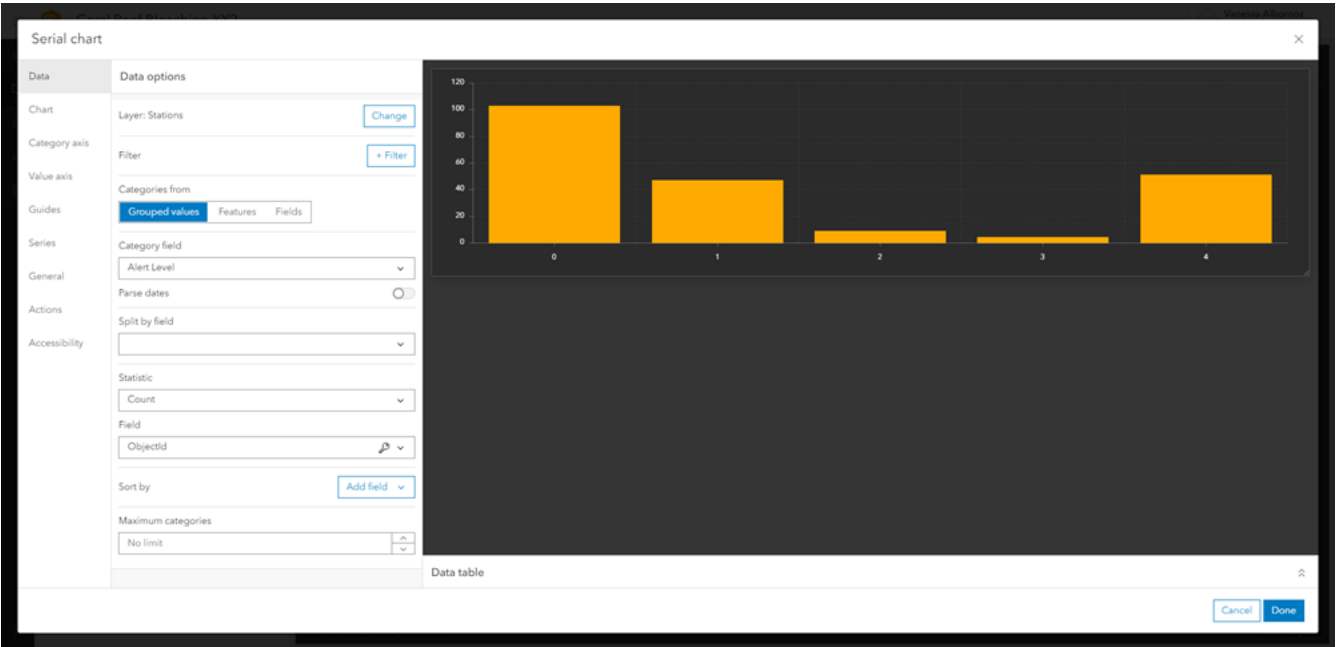 Vanessa Albornoz
Serial chart
Data
Chart
Category axis
Value axis
Guides
Series
General
Actions
Accessibility
Data options
Layer: Stations
Change
Filter
+ Filter
Categories from
Grouped values Features Fields
Category field
Alert Level
Parse dates
Split by field
Statistic
Count
Field
ObjectId
Sort by
Add field
Maximum categories
No limit
120
100
80
60
40
20
0
0 1 2 3 4
Data table
Cancel Done